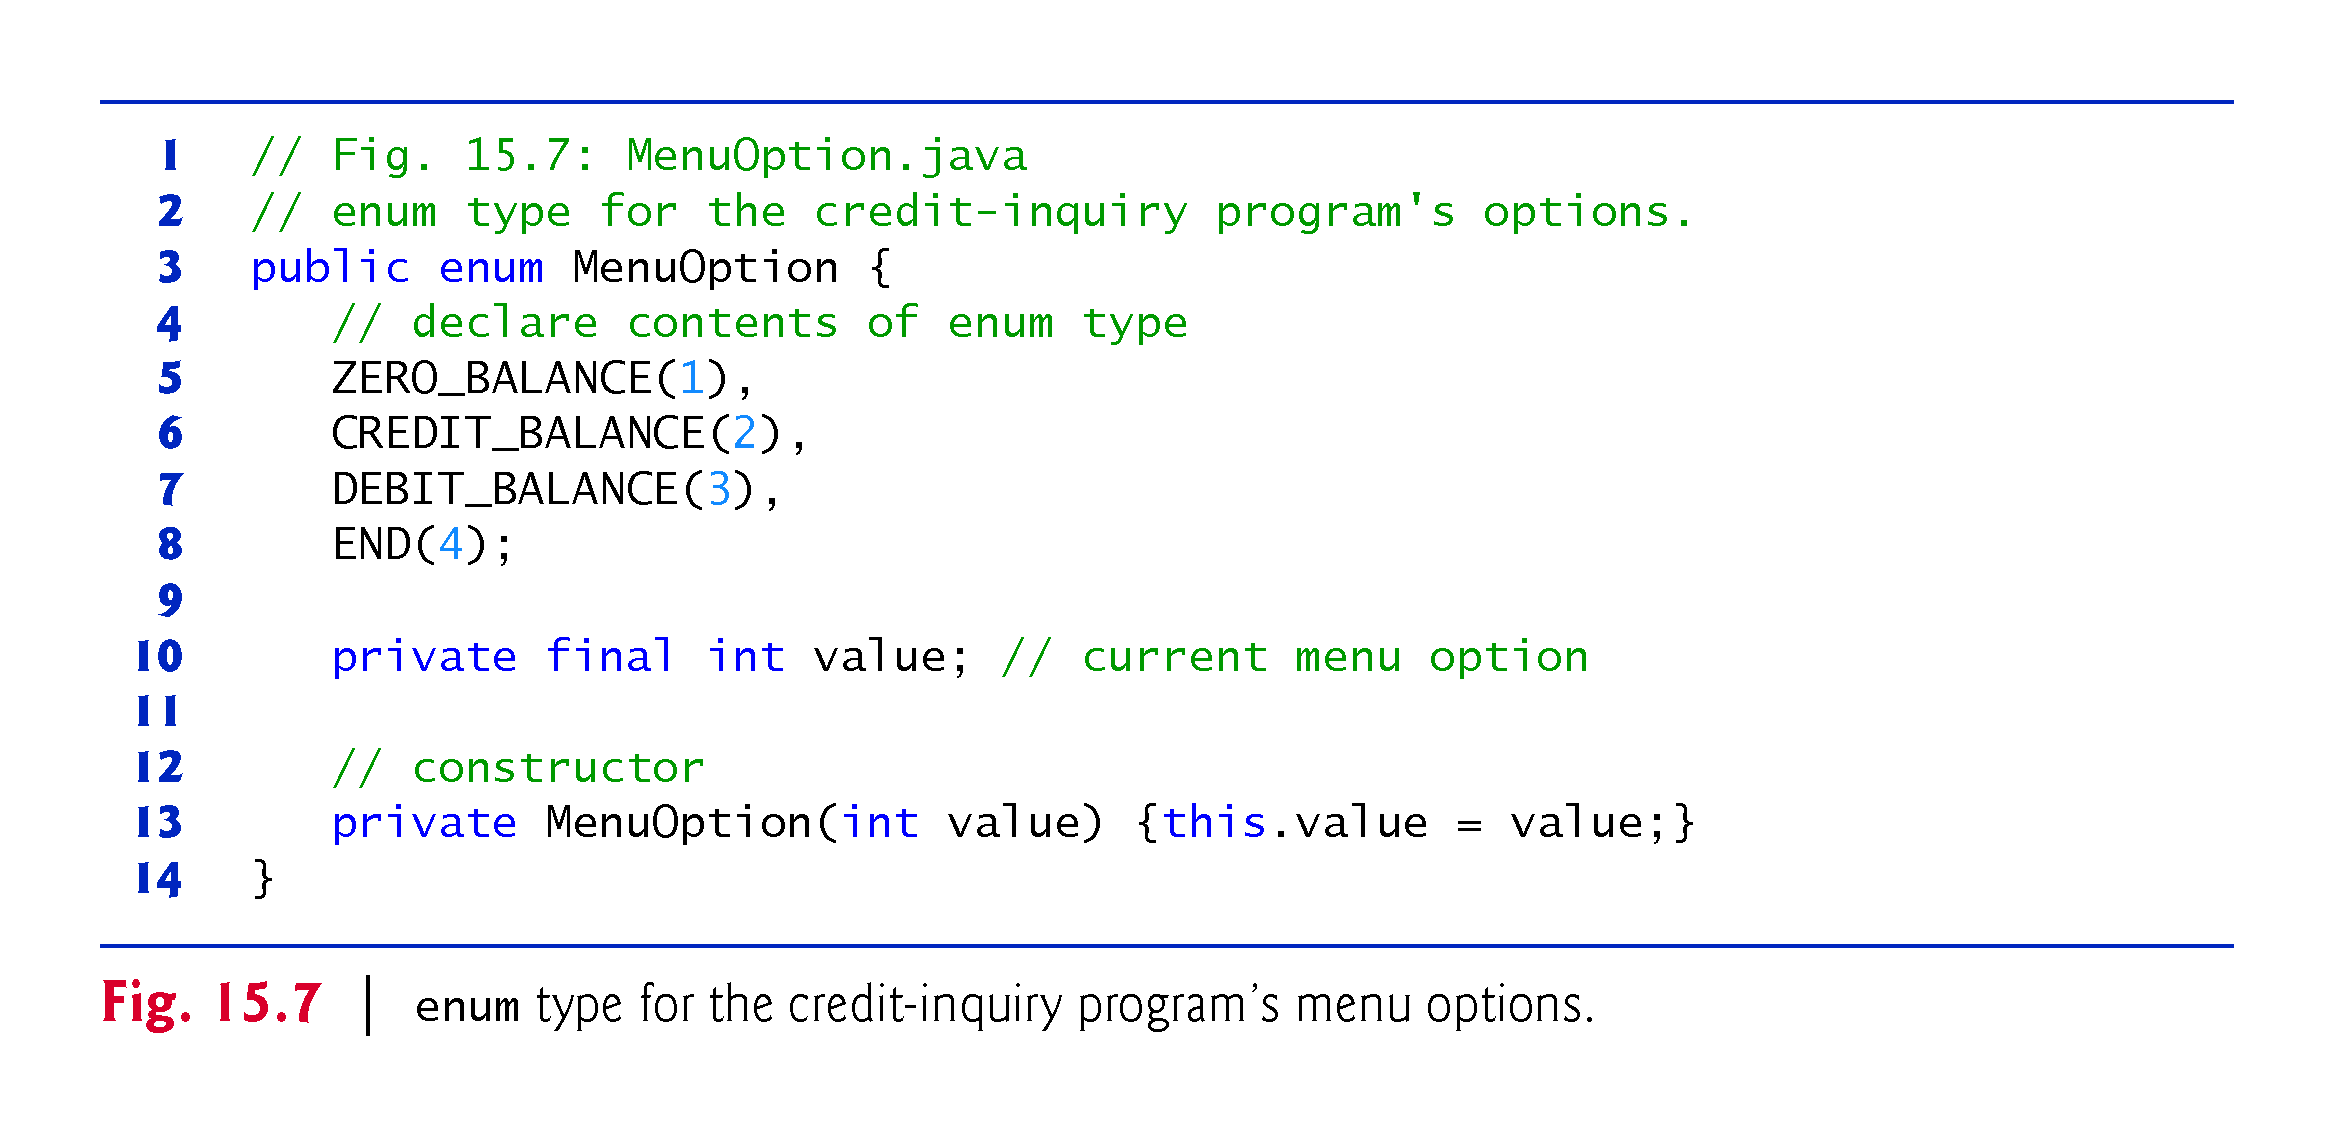 1 // Fig. 15.7: MenuOption.java
2 // enum type for the credit-inquiry program's options.
3 public enum MenuOption {
4    // declare contents of enum type
5    ZERO_BALANCE(1),
6    CREDIT_BALANCE(2),
7    DEBIT_BALANCE(3),
8    END(4);
9
10    private final int value; // current menu option
11
12    // constructor
13    private MenuOption(int value) {this.value = value;}
14 }
Fig. 15.7 | enum type for the credit-inquiry program’s menu options.